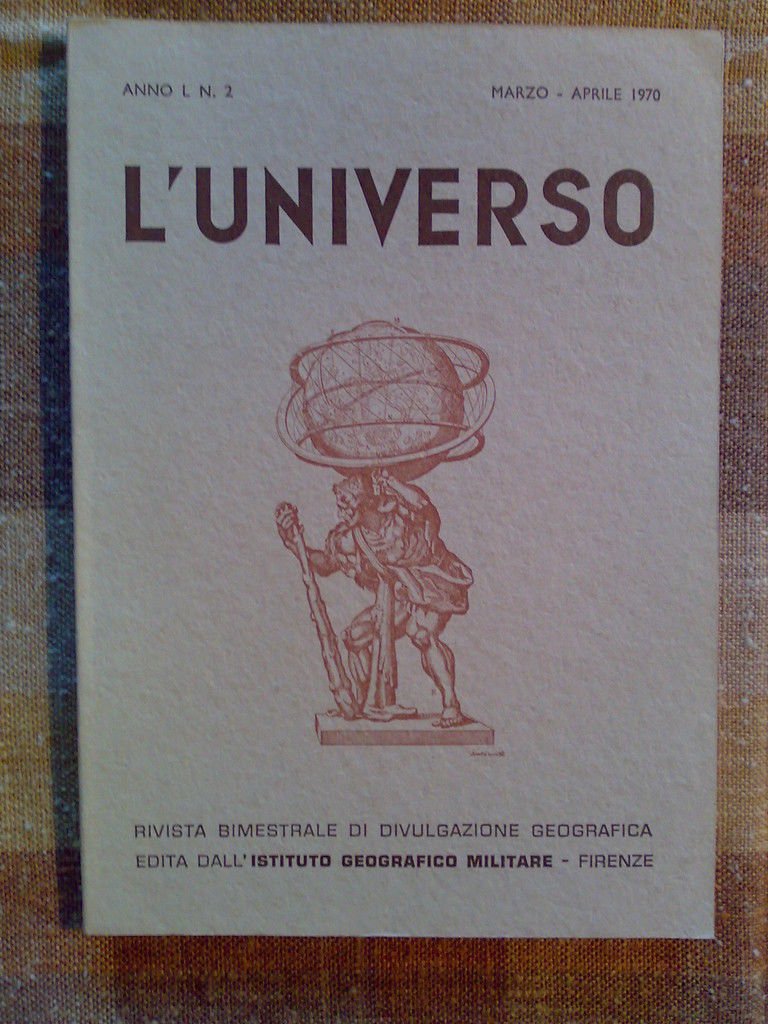 ANNO L N. 2
MARZO - APRILE 1970
L'UNIVERSO
RIVISTA BIMESTRALE DI DIVULGAZIONE GEOGRAFICA
EDITA DALL'ISTITUTO GEOGRAFICO MILITARE - FIRENZE